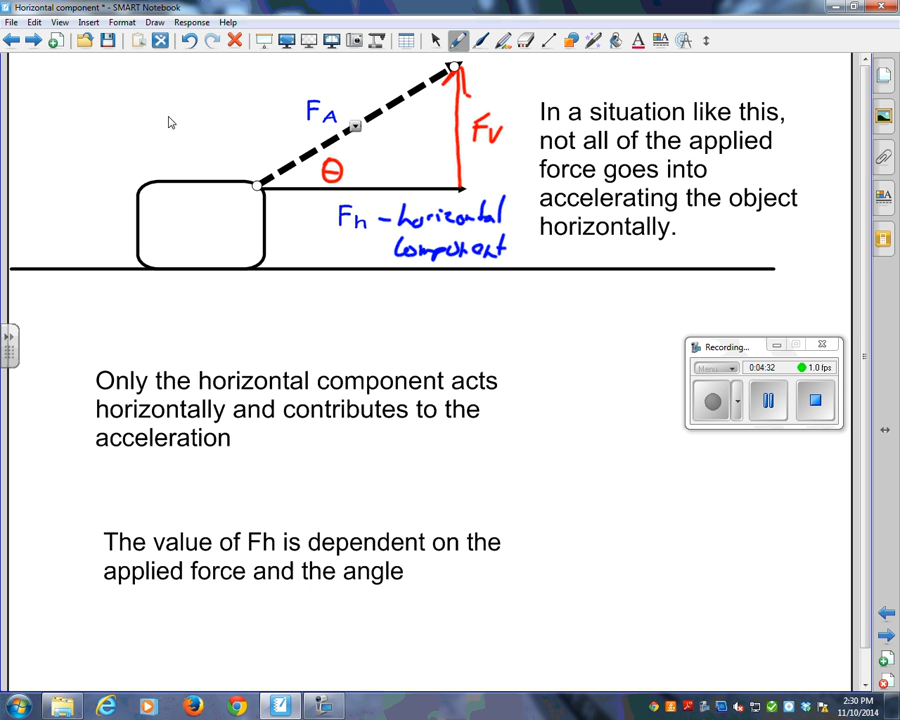 Horizontal component * - SMART Notebook
File Edit View Insert Format Draw Response Help
F_A
θ
Fv
Fh - horizontal
component
In a situation like this,
not all of the applied
force goes into
accelerating the object
horizontally.
Recording...
Menu 0:04:32 1.0 fps
Only the horizontal component acts
horizontally and contributes to the
acceleration
The value of Fh is dependent on the
applied force and the angle
2:30 PM
11/10/2014